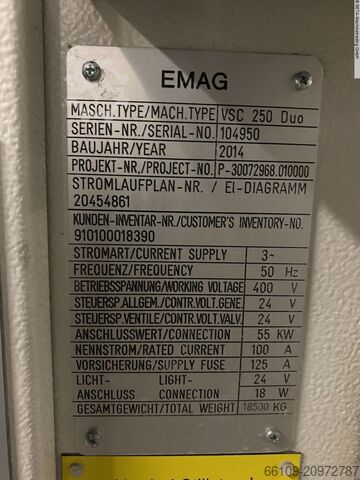 EMAG
MASCH.TYPE/MACH.TYPE VSC 250 Duo
SERIEN-NR./SERIAL-NO. 104950
BAUJAHR/YEAR 2014
PROJEKT-NR./PROJECT-NO. P-30072968.010000
STROMLAUFPLAN-NR. / El-DIAGRAMM
20454861
KUNDEN-INVENTAR-NR./CUSTOMER'S INVENTORY-NO.
910100018390
STROMART/CURRENT SUPPLY 3~
FREQUENZ/FREQUENCY 50 Hz
BETRIEBSSPANNUNG/WORKING VOLTAGE 400 V
STEUERSP.ALLGEM./CONTR.VOLT.GENE. 24 V
STEUERSP.VENTILE/CONTR.VOLT.VALV. 24 V
ANSCHLUSSWERT/CONNECTION 55 KW
NENNSTROM/RATED CURRENT 100 A
VORSICHERUNG/SUPPLY FUSE 125 A
LICHT- LIGHT- 24 V
ANSCHLUSS CONNECTION 18 W
GESAMTGEWICHT/TOTAL WEIGHT 18500 KG
66109-20972787